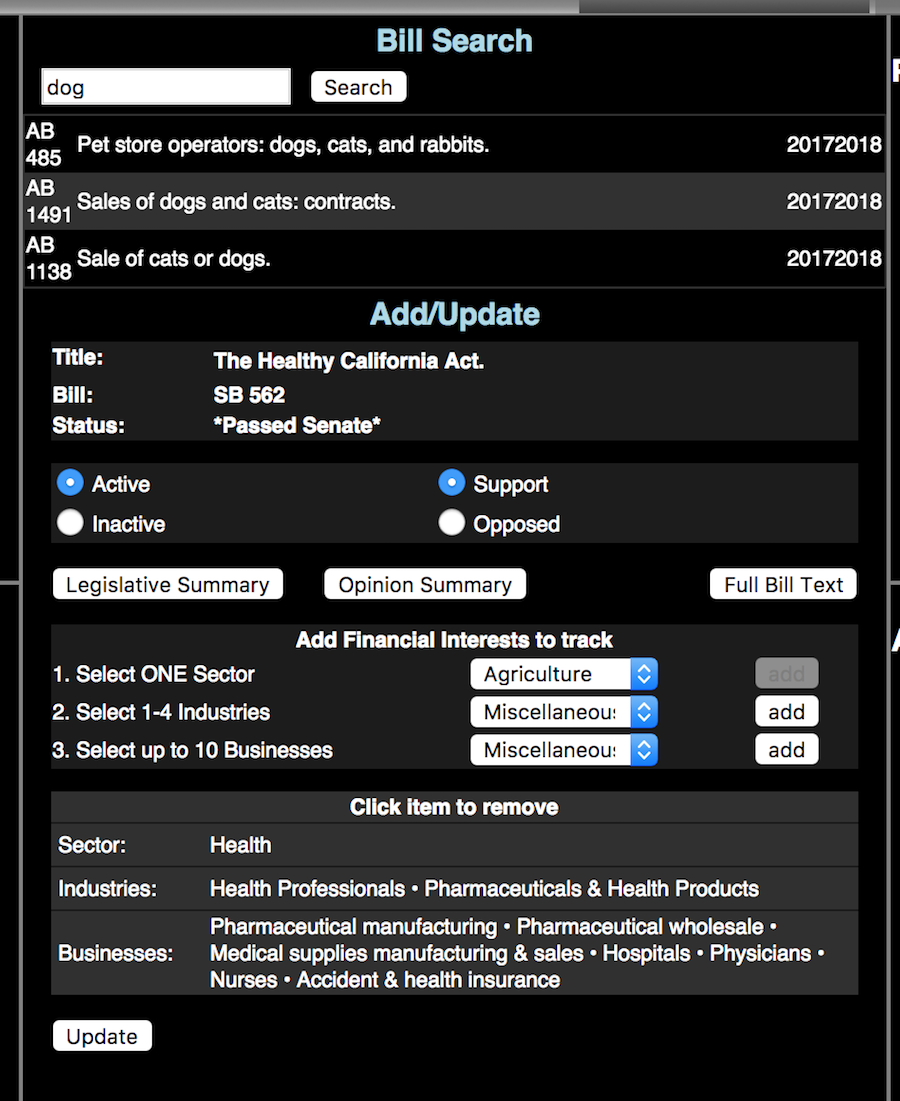 Bill Search
dog Search
AB 485 Pet store operators: dogs, cats, and rabbits. 20172018
AB 1491 Sales of dogs and cats: contracts. 20172018
AB 1138 Sale of cats or dogs. 20172018
Add/Update
Title: The Healthy California Act.
Bill: SB 562
Status: *Passed Senate*
Active Support
Inactive Opposed
Legislative Summary Opinion Summary Full Bill Text
Add Financial Interests to track
1. Select ONE Sector Agriculture add
2. Select 1-4 Industries Miscellaneous add
3. Select up to 10 Businesses Miscellaneous add
Click item to remove
Sector: Health
Industries: Health Professionals • Pharmaceuticals & Health Products
Businesses: Pharmaceutical manufacturing • Pharmaceutical wholesale •
Medical supplies manufacturing & sales • Hospitals • Physicians •
Nurses • Accident & health insurance
Update